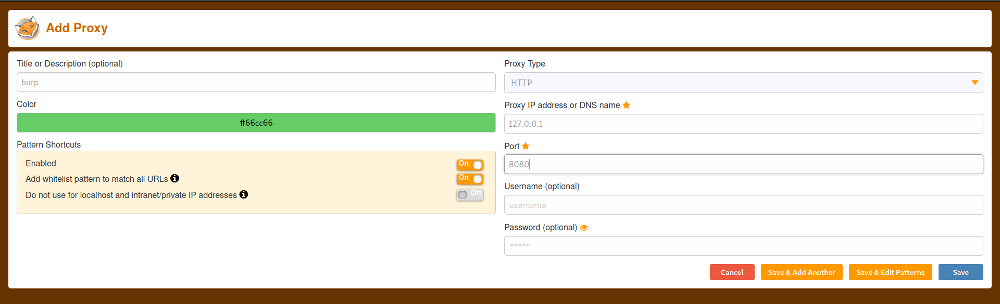 Add Proxy
Title or Description (optional)
burp
Color
#66cc66
Pattern Shortcuts
Enabled
On
Add whitelist pattern to match all URLs
On
Do not use for localhost and intranet/private IP addresses
Off
Proxy Type
HTTP
Proxy IP address or DNS name
127.0.0.1
Port
8080
Username (optional)
username
Password (optional)
*****
Cancel
Save & Add Another
Save & Edit Patterns
Save